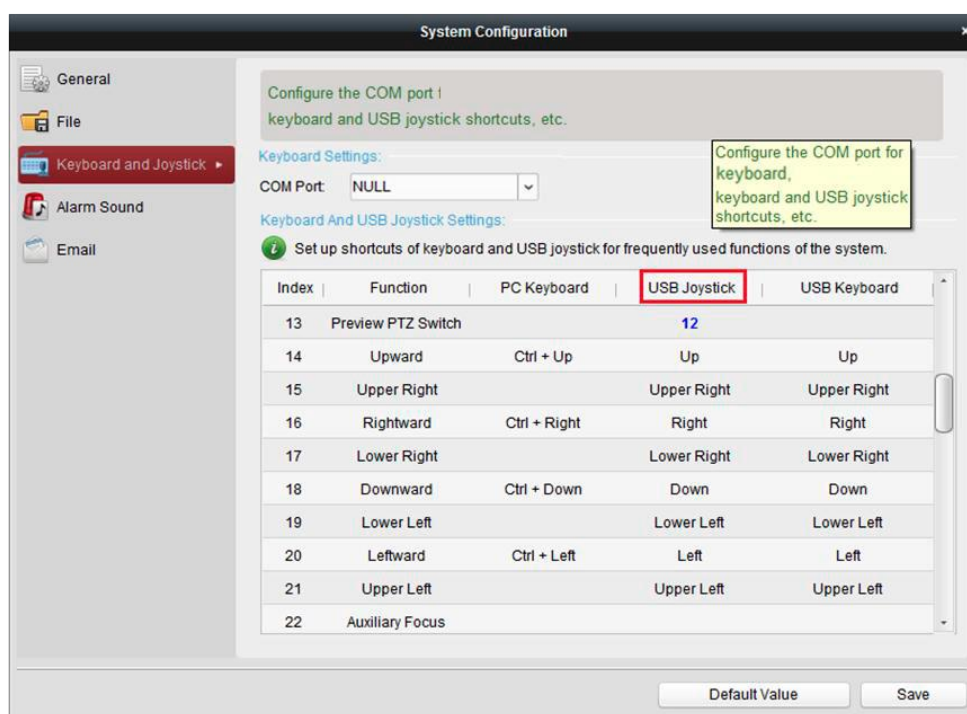 System Configuration
General
File
Keyboard and Joystick
Alarm Sound
Email
Configure the COM port f
keyboard and USB joystick shortcuts, etc.
Keyboard Settings:
COM Port: NULL
Configure the COM port for
keyboard,
keyboard and USB joystick
shortcuts, etc.
Keyboard And USB Joystick Settings:
Set up shortcuts of keyboard and USB joystick for frequently used functions of the system.
Index Function PC Keyboard USB Joystick USB Keyboard
13 Preview PTZ Switch 12
14 Upward Ctrl + Up Up Up
15 Upper Right Upper Right Upper Right
16 Rightward Ctrl + Right Right Right
17 Lower Right Lower Right Lower Right
18 Downward Ctrl + Down Down Down
19 Lower Left Lower Left Lower Left
20 Leftward Ctrl + Left Left Left
21 Upper Left Upper Left Upper Left
22 Auxiliary Focus
Default Value Save